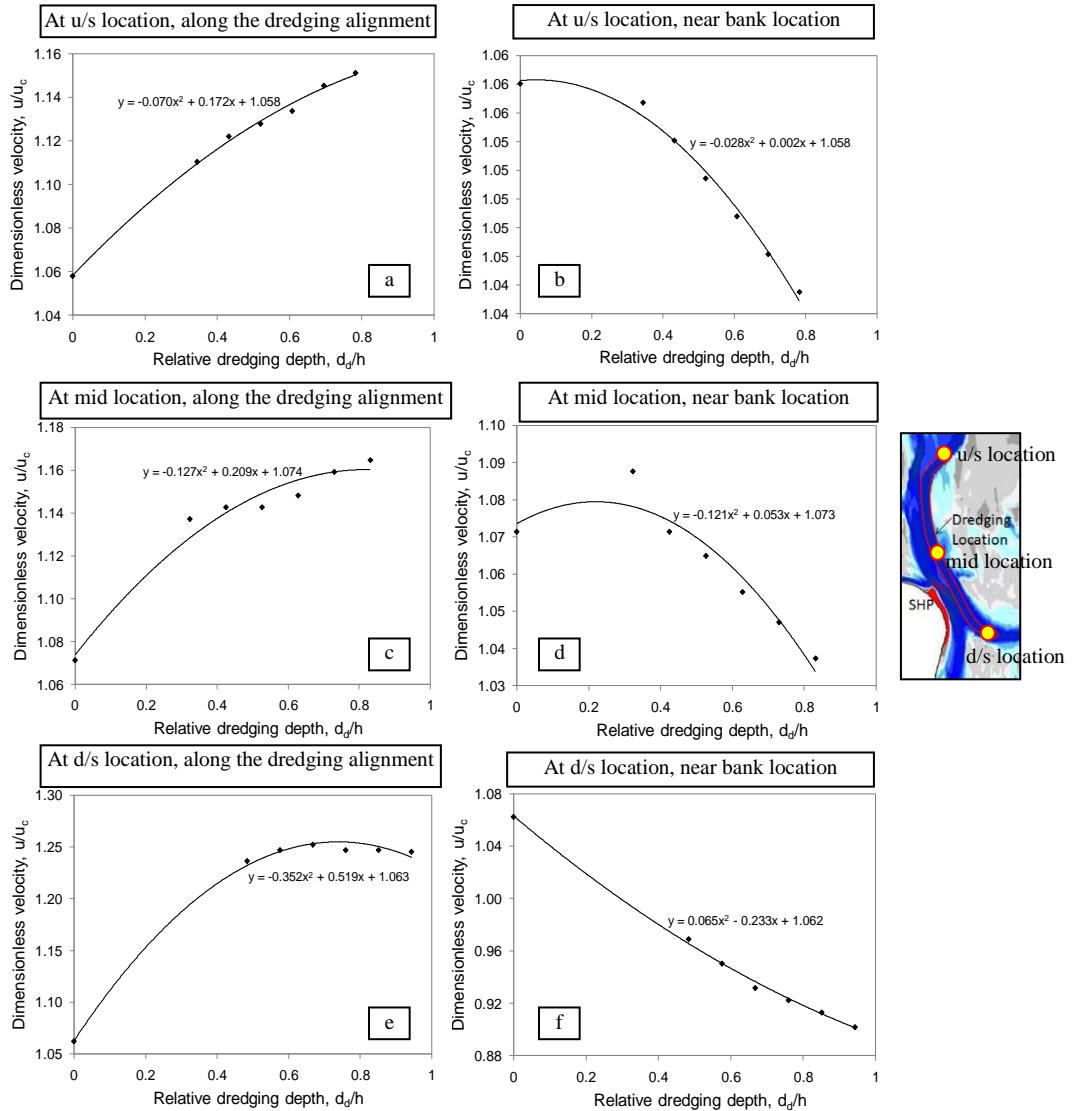 At u/s location, along the dredging alignment
Dimensionless velocity, u/u_c
1.16
1.14
1.12
1.10
1.08
1.06
1.04
y = -0.070x² + 0.172x + 1.058
a
0 0.2 0.4 0.6 0.8 1
Relative dredging depth, d_d/h
At u/s location, near bank location
Dimensionless velocity, u/u_c
1.06
1.06
1.06
1.05
1.05
1.05
1.05
1.05
1.04
1.04
y = -0.028x² + 0.002x + 1.058
b
0 0.2 0.4 0.6 0.8 1
Relative dredging depth, d_d/h
At mid location, along the dredging alignment
Dimensionless velocity, u/u_c
1.18
1.16
1.14
1.12
1.10
1.08
1.06
y = -0.127x² + 0.209x + 1.074
c
0 0.2 0.4 0.6 0.8 1
Relative dredging depth, d_d/h
At mid location, near bank location
Dimensionless velocity, u/u_c
1.10
1.09
1.08
1.07
1.06
1.05
1.04
1.03
y = -0.121x² + 0.053x + 1.073
d
0 0.2 0.4 0.6 0.8 1
Relative dredging depth, d_d/h
u/s location
Dredging
Location
mid location
SHP
d/s location
At d/s location, along the dredging alignment
Dimensionless velocity, u/u_c
1.30
1.25
1.20
1.15
1.10
1.05
y = -0.352x² + 0.519x + 1.063
e
0 0.2 0.4 0.6 0.8 1
Relative dredging depth, d_d/h
At d/s location, near bank location
Dimensionless velocity, u/u_c
1.08
1.04
1.00
0.96
0.92
0.88
y = 0.065x² - 0.233x + 1.062
f
0 0.2 0.4 0.6 0.8 1
Relative dredging depth, d_d/h